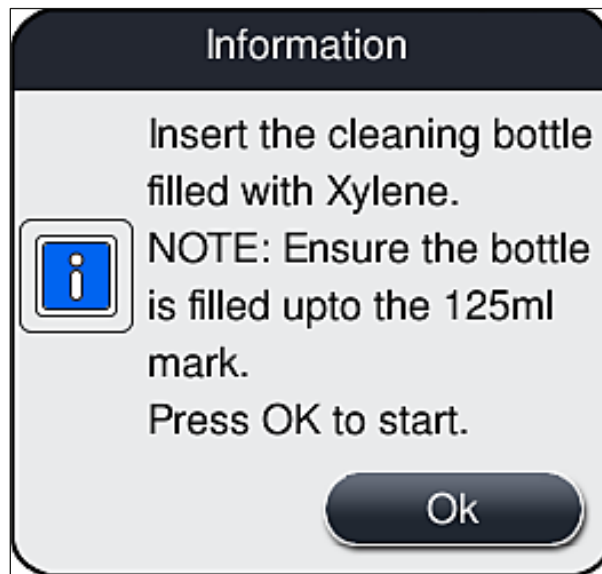 Information
Insert the cleaning bottle
filled with Xylene.
NOTE: Ensure the bottle
is filled upto the 125ml
mark.
Press OK to start.
Ok